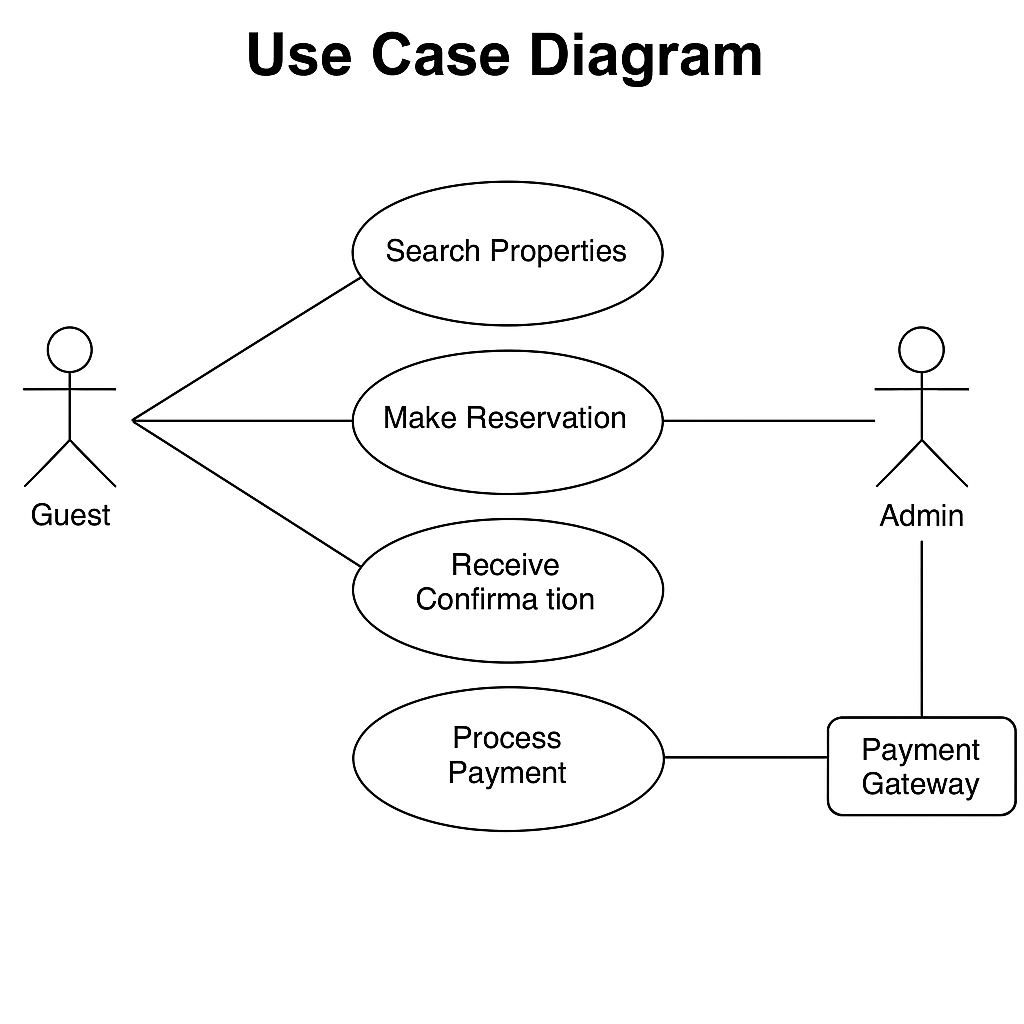 Use Case Diagram
Search Properties
Make Reservation
Guest
Admin
Receive
Confirma tion
Process
Payment
Payment
Gateway